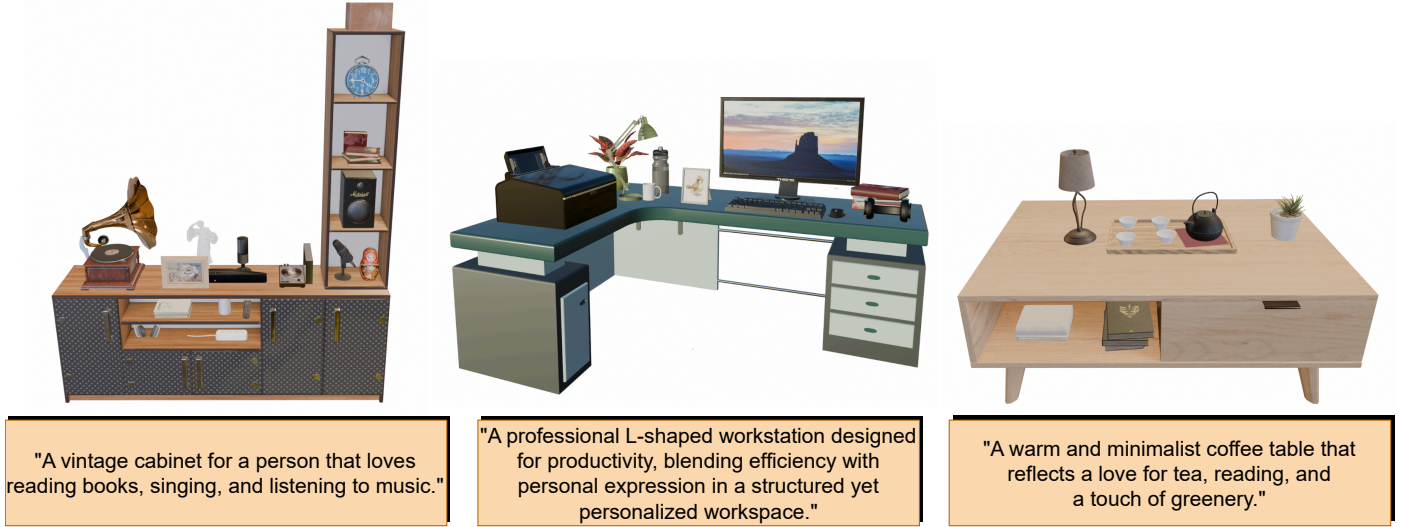 Marshall
"A vintage cabinet for a person that loves
reading books, singing, and listening to music."
"A professional L-shaped workstation designed
for productivity, blending efficiency with
personal expression in a structured yet
personalized workspace."
"A warm and minimalist coffee table that
reflects a love for tea, reading, and
a touch of greenery."